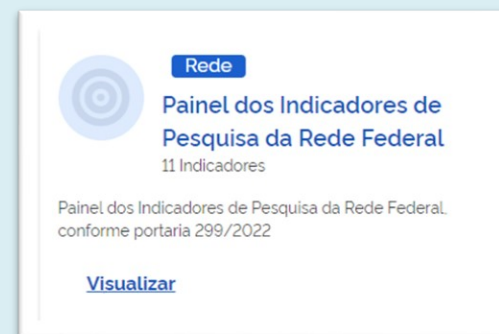 Rede
Painel dos Indicadores de
Pesquisa da Rede Federal
11 Indicadores
Painel dos Indicadores de Pesquisa da Rede Federal,
conforme portaria 299/2022
Visualizar